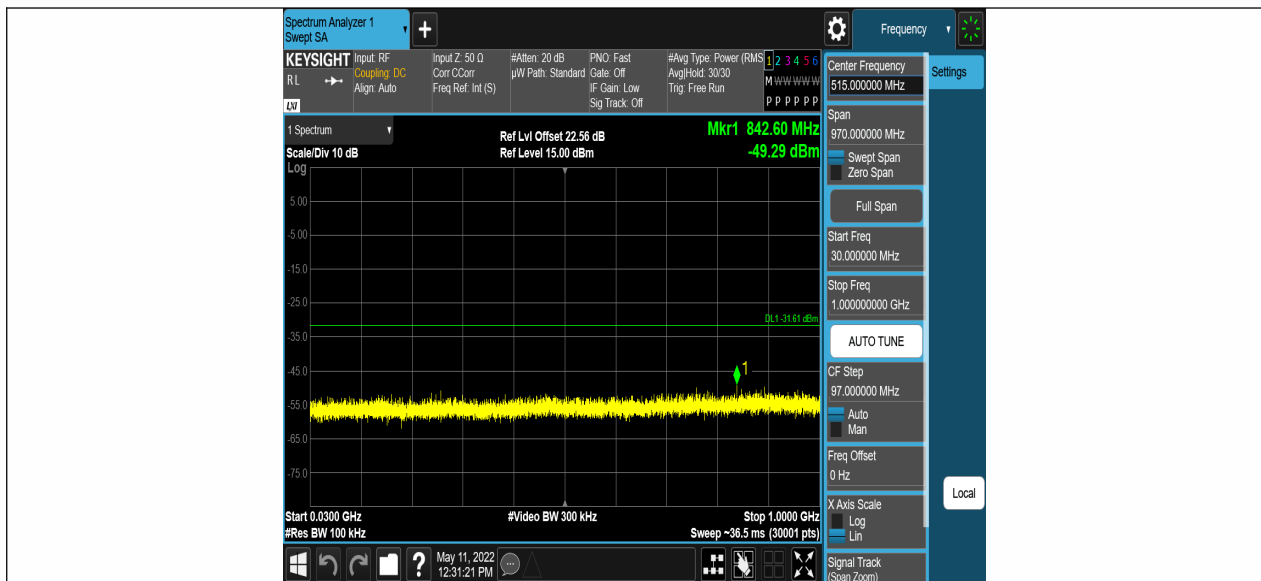 Spectrum Analyzer 1
Swept SA
+
Frequency
KEYSIGHT
RL
LXI
Input: RF
Coupling: DC
Align: Auto
Input Z: 50 Ω
Corr CCorr
Freq Ref: Int (S)
#Atten: 20 dB
µW Path: Standard
PNO: Fast
Gate: Off
IF Gain: Low
Sig Track: Off
#Avg Type: Power (RMS
Avg|Hold: 30/30
Trig: Free Run
1 2 3 4 5 6
M W W W W W
P P P P P P
1 Spectrum
Scale/Div 10 dB
Log
Ref Lvl Offset 22.56 dB
Ref Level 15.00 dBm
Mkr1 842.60 MHz
-49.29 dBm
5.00
-5.00
-15.0
-25.0
DL1 -31.61 dBm
-35.0
1
-45.0
-55.0
-65.0
-75.0
Start 0.0300 GHz
#Res BW 100 kHz
#Video BW 300 kHz
Stop 1.0000 GHz
Sweep ~36.5 ms (30001 pts)
?
May 11, 2022
12:31:21 PM
Center Frequency
515.000000 MHz
Span
970.000000 MHz
Swept Span
Zero Span
Full Span
Start Freq
30.000000 MHz
Stop Freq
1.000000000 GHz
AUTO TUNE
CF Step
97.000000 MHz
Auto
Man
Freq Offset
0 Hz
X Axis Scale
Log
Lin
Signal Track
(Span Zoom)
Settings
Local